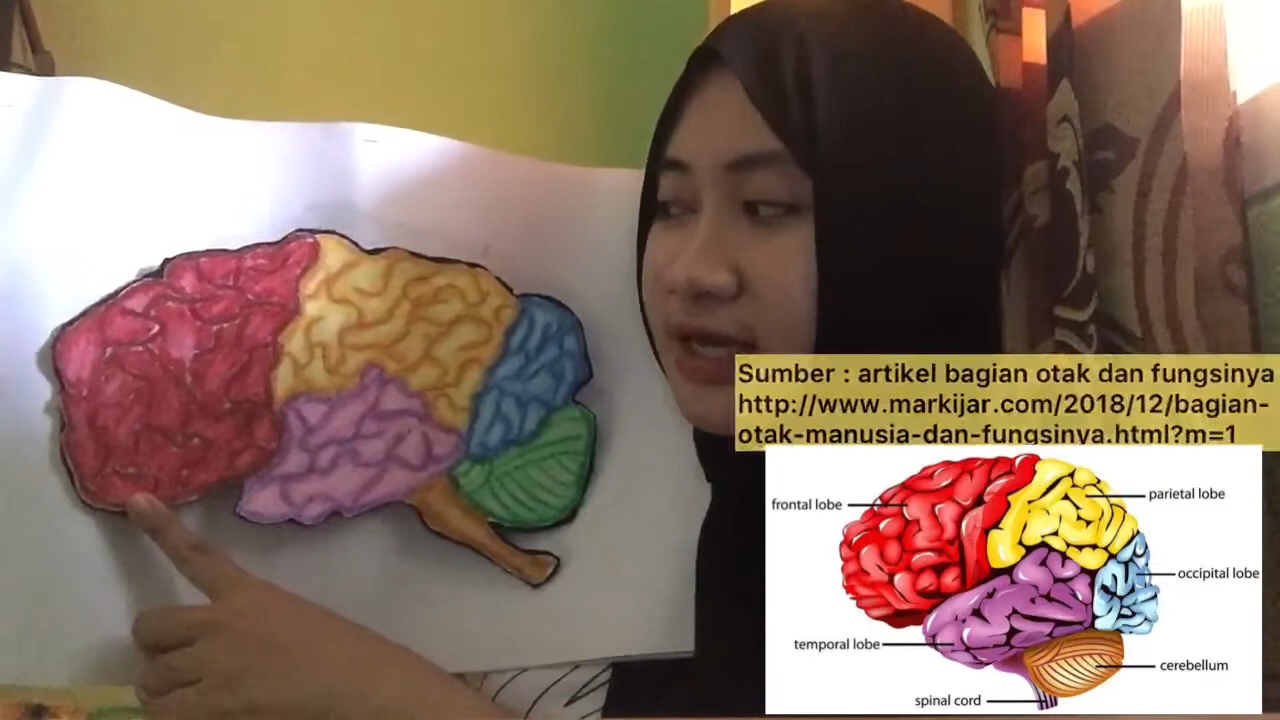 Sumber : artikel bagian otak dan fungsinya
http://www.markijar.com/2018/12/bagian-
otak-manusia-dan-fungsinya.html?m=1
frontal lobe
parietal lobe
occipital lobe
temporal lobe
cerebellum
spinal cord